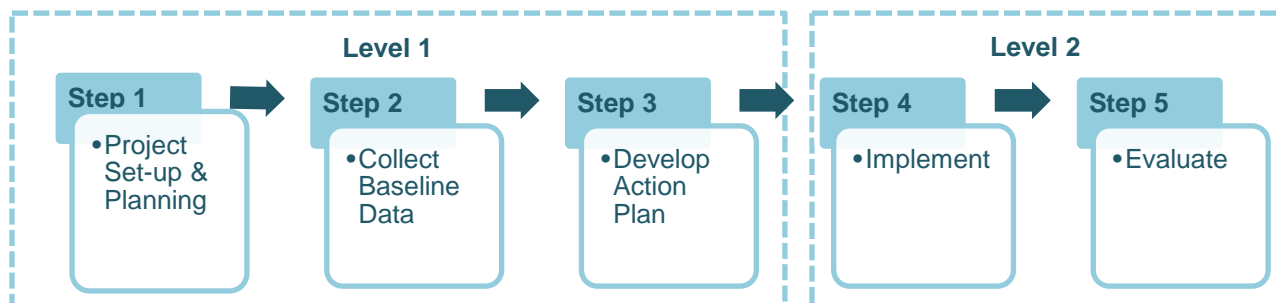 Level 1
Level 2
Step 1
•Project
Set-up &
Planning
Step 2
•Collect
Baseline
Data
Step 3
•Develop
Action
Plan
Step 4
•Implement
Step 5
•Evaluate